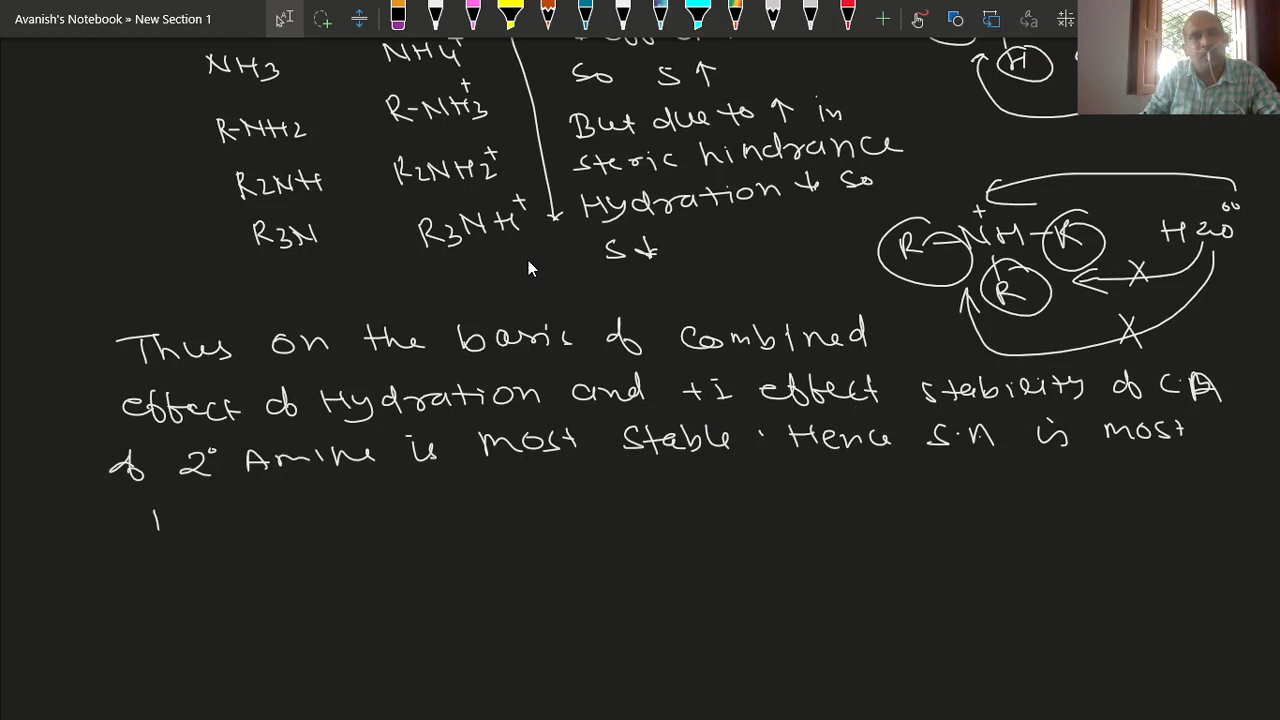 Avanish's Notebook » New Section 1
NH3 NH4+
so S ↑
R-NH2 R-NH3+
But due to ↑ in
steric hindrance
R2NH R2NH2+
Hydration ↓ so
R3N R3NH+
S ↓
H
R-NH-R H2O
+
R
X
X
Thus on the basis of combined
effect of Hydration and +I effect stability of C.A
of 2° Amine is most stable. Hence S.A is most